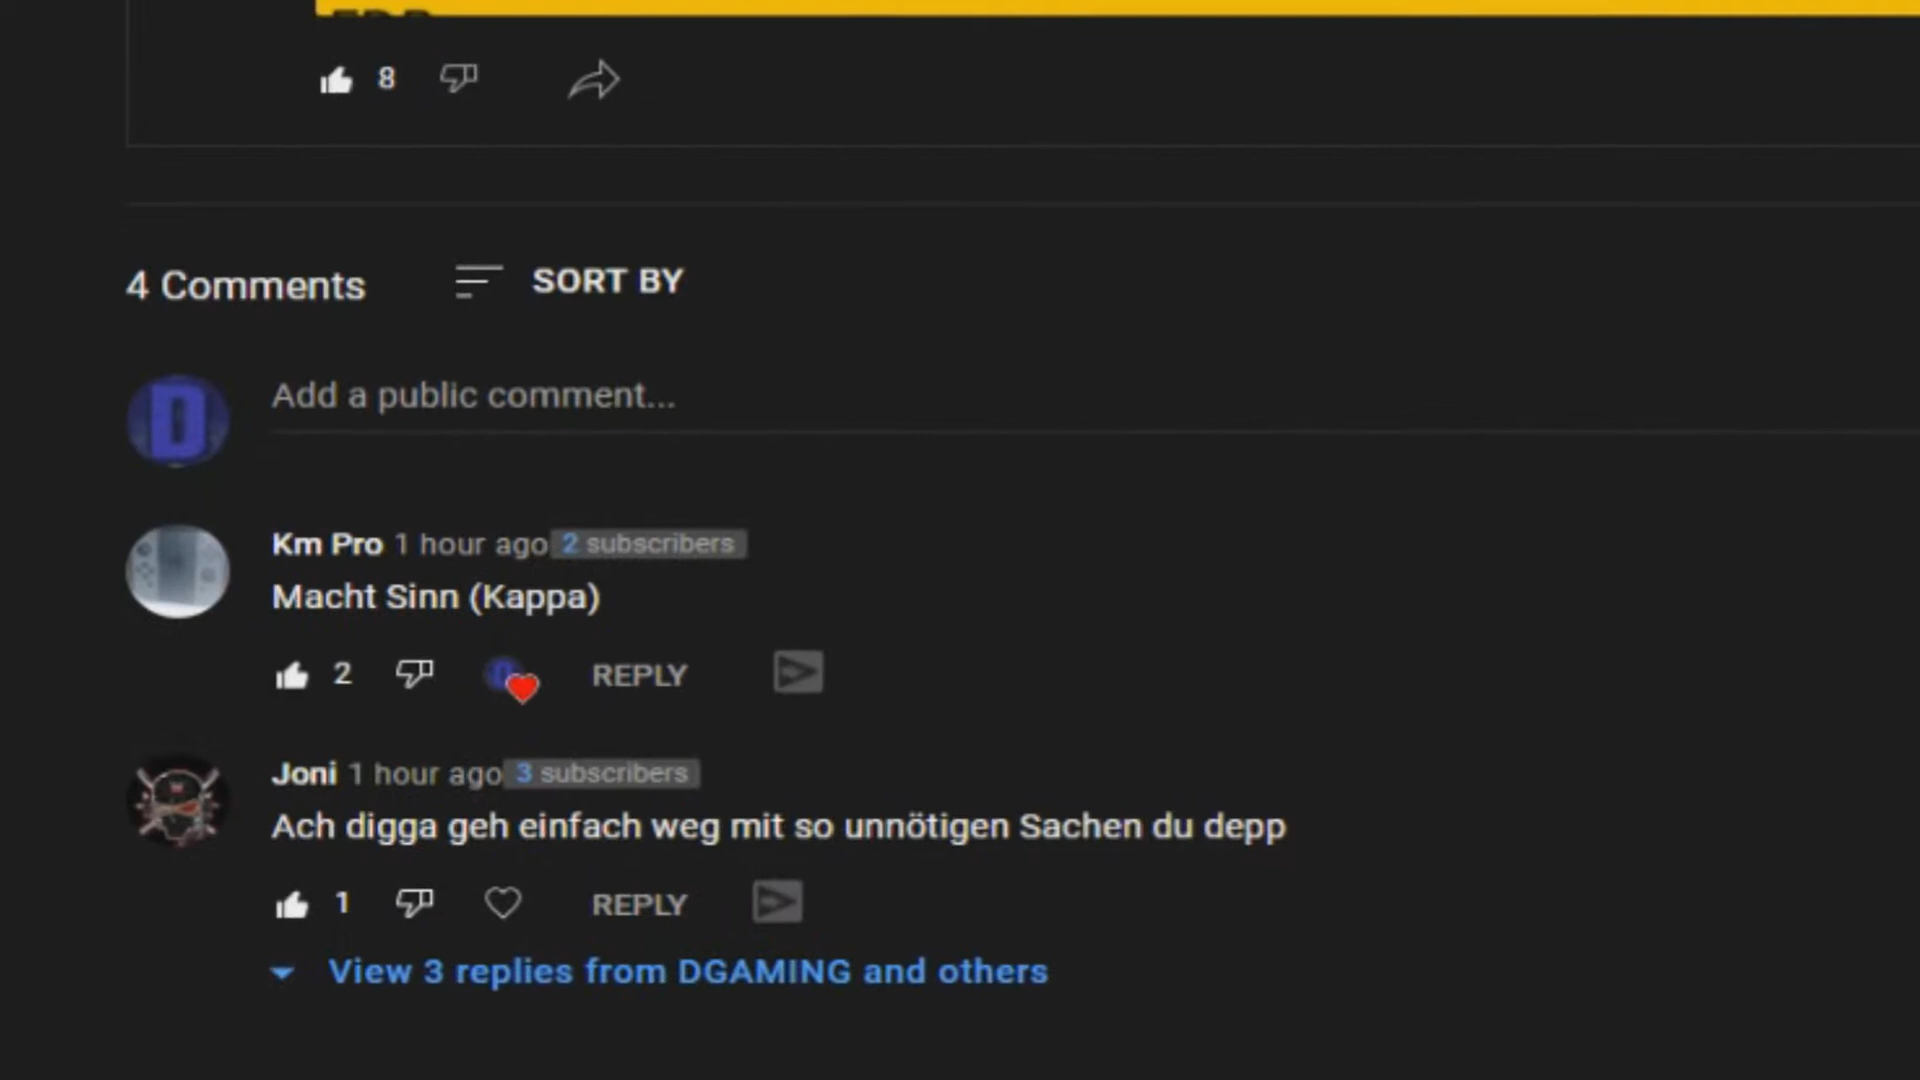 8
4 Comments SORT BY
D
Add a public comment...
Km Pro 1 hour ago 2 subscribers
Macht Sinn (Kappa)
2 REPLY
Joni 1 hour ago 3 subscribers
Ach digga geh einfach weg mit so unnötigen Sachen du depp
1 REPLY
View 3 replies from DGAMING and others